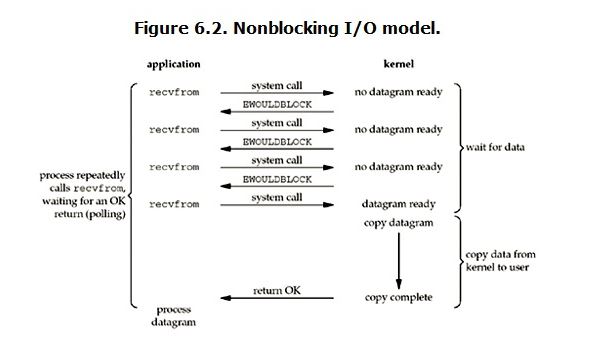 Figure 6.2. Nonblocking I/O model.
application kernel
recvfrom system call no datagram ready
EWOULDBLOCK
recvfrom system call no datagram ready
EWOULDBLOCK
wait for data
recvfrom system call no datagram ready
EWOULDBLOCK
process repeatedly
calls recvfrom,
waiting for an OK
return (polling)
recvfrom system call datagram ready
copy datagram
copy data from
kernel to user
return OK copy complete
process
datagram